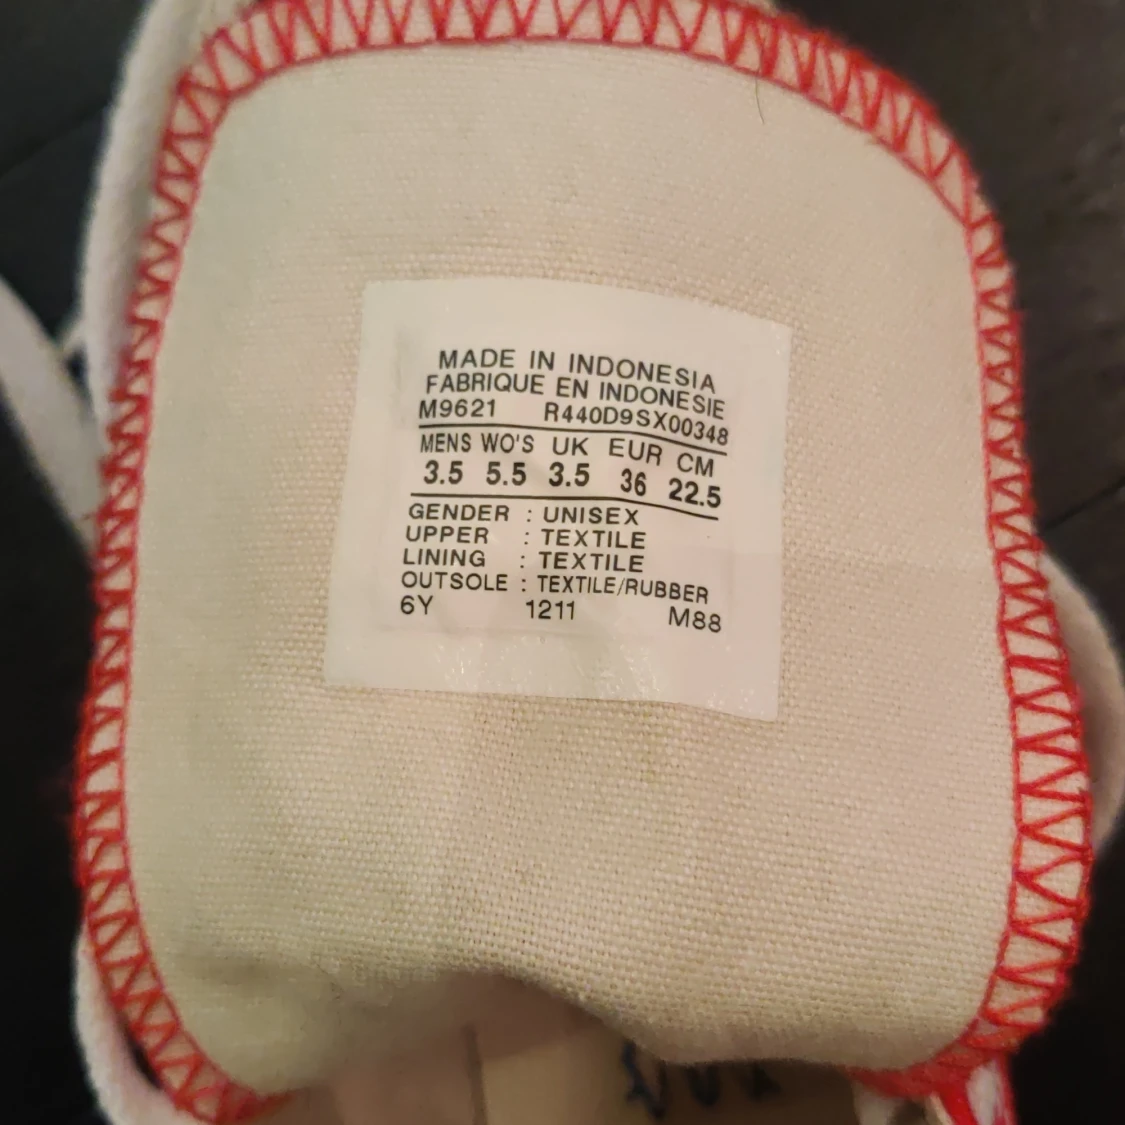 MADE IN INDONESIA
FABRIQUE EN INDONESIE
M9621 R440D9SX00348
MENS WO'S UK EUR CM
3.5 5.5 3.5 36 22.5
GENDER : UNISEX
UPPER : TEXTILE
LINING : TEXTILE
OUTSOLE : TEXTILE/RUBBER
6Y 1211 M88